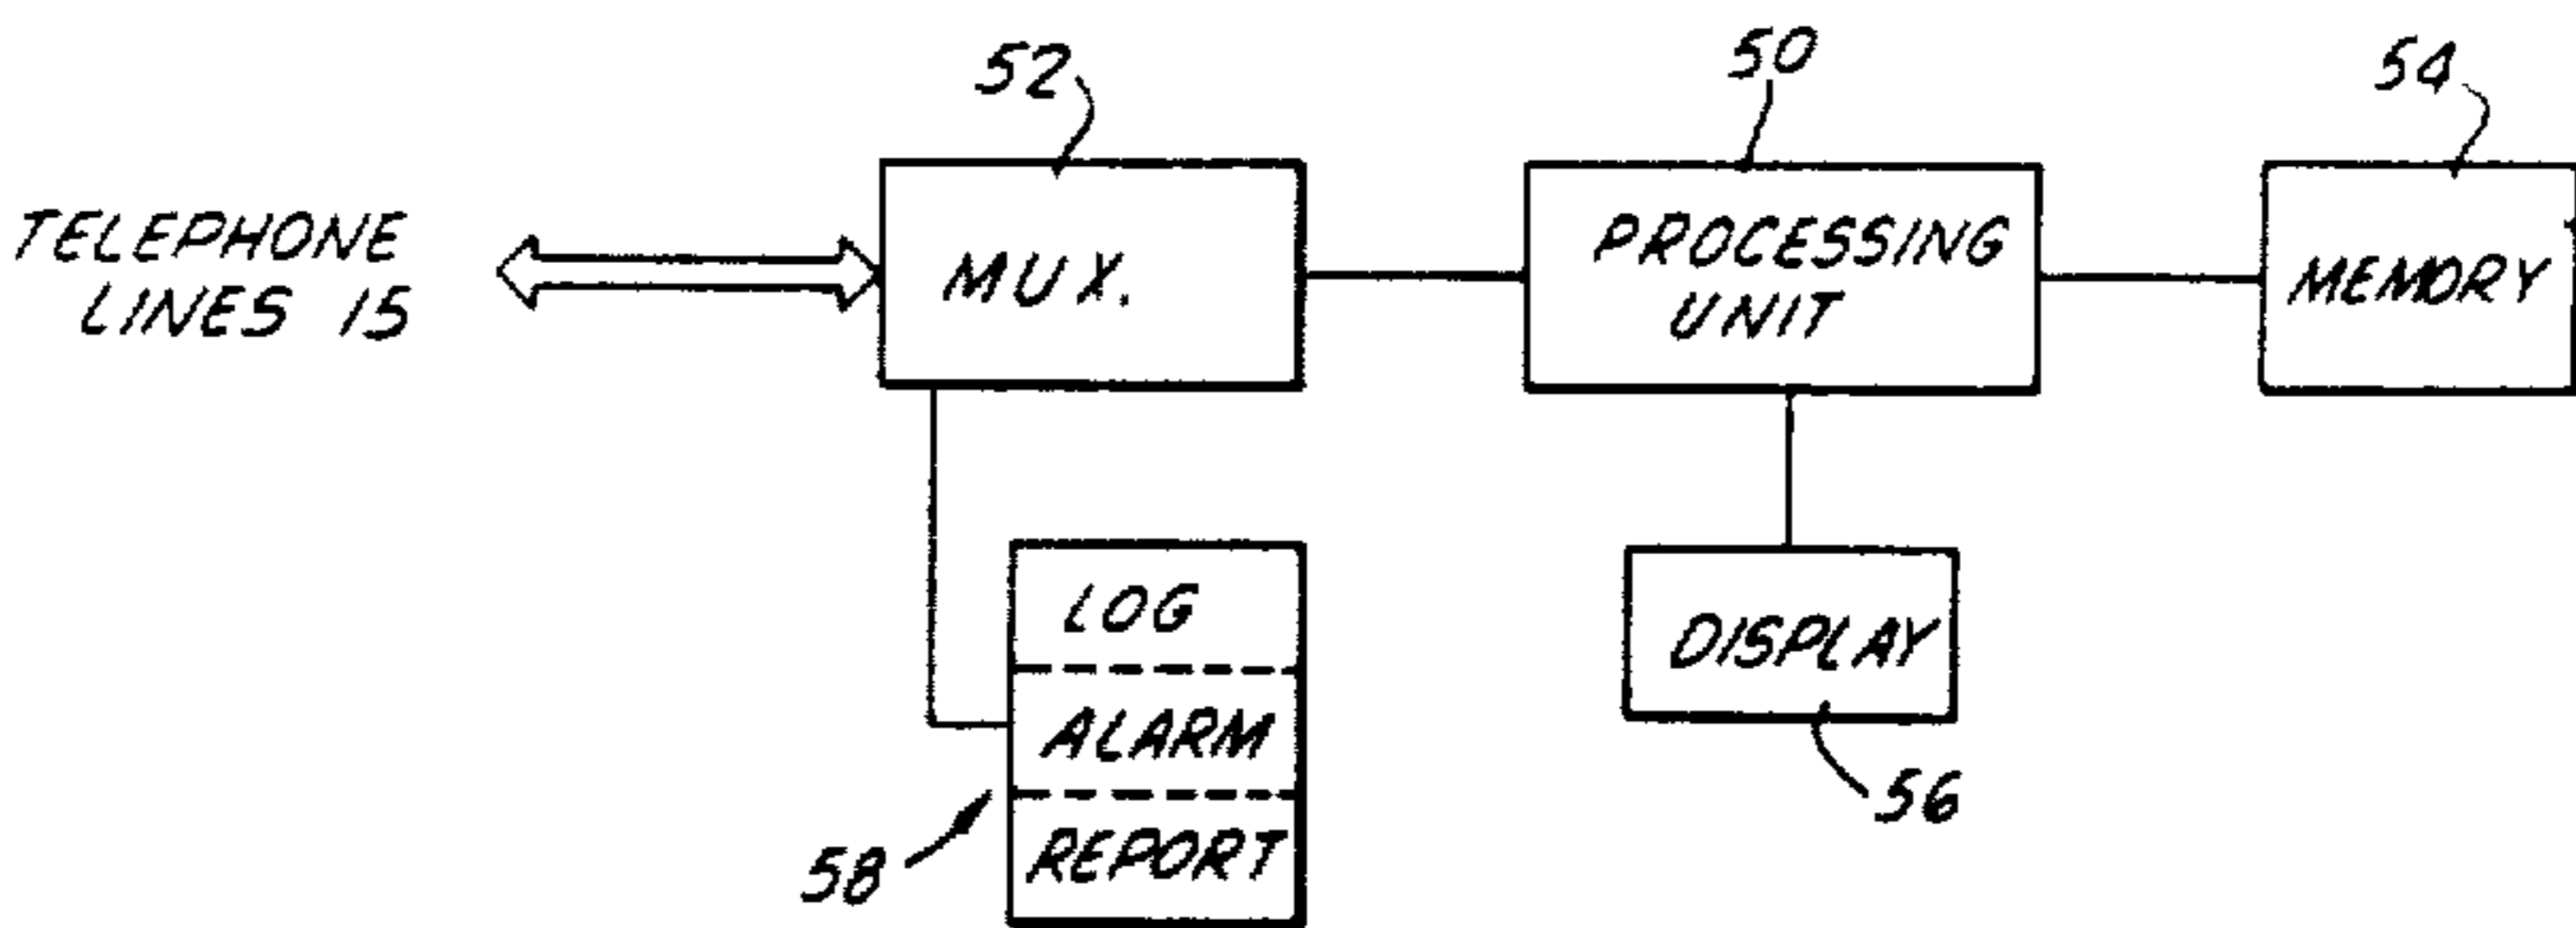 52
50
54
TELEPHONE
LINES 15
MUX.
PROCESSING
UNIT
MEMORY
LOG
ALARM
REPORT
DISPLAY
58
56